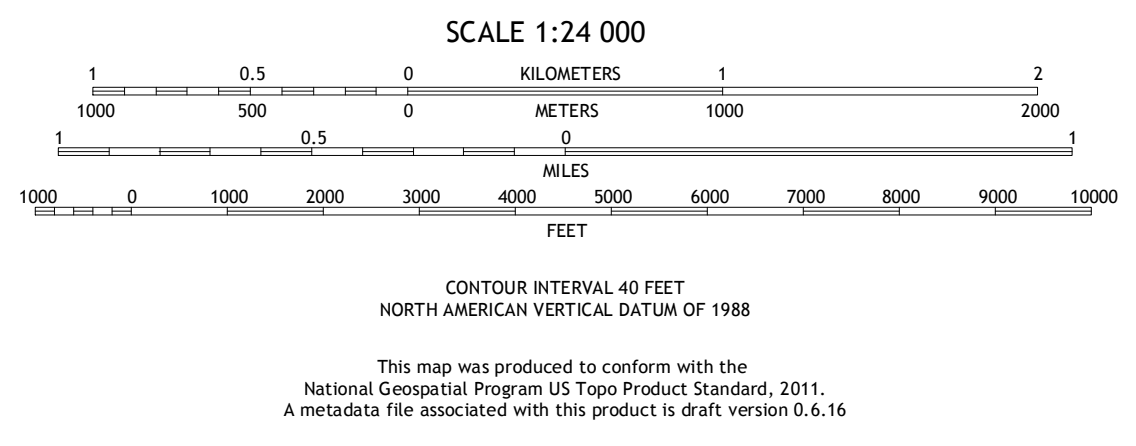 SCALE 1:24 000
1 0.5 0 KILOMETERS 1 2
1000 500 0 METERS 1000 2000
1 0.5 0 1
MILES
1000 0 1000 2000 3000 4000 5000 6000 7000 8000 9000 10000
FEET
CONTOUR INTERVAL 40 FEET
NORTH AMERICAN VERTICAL DATUM OF 1988
This map was produced to conform with the
National Geospatial Program US Topo Product Standard, 2011.
A metadata file associated with this product is draft version 0.6.16